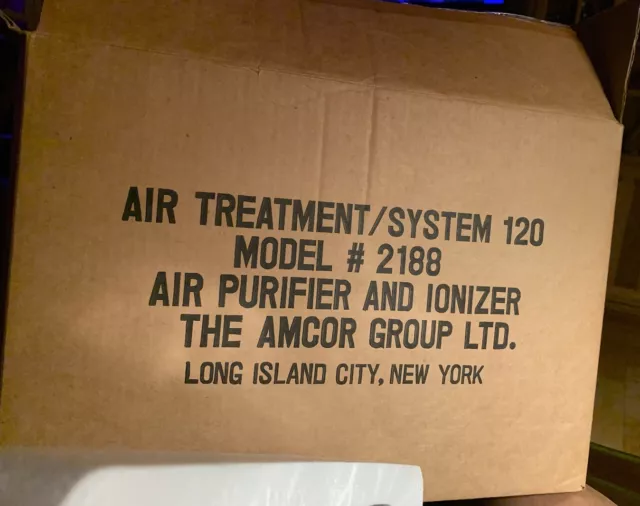 AIR TREATMENT/SYSTEM 120
MODEL # 2188
AIR PURIFIER AND IONIZER
THE AMCOR GROUP LTD.
LONG ISLAND CITY, NEW YORK